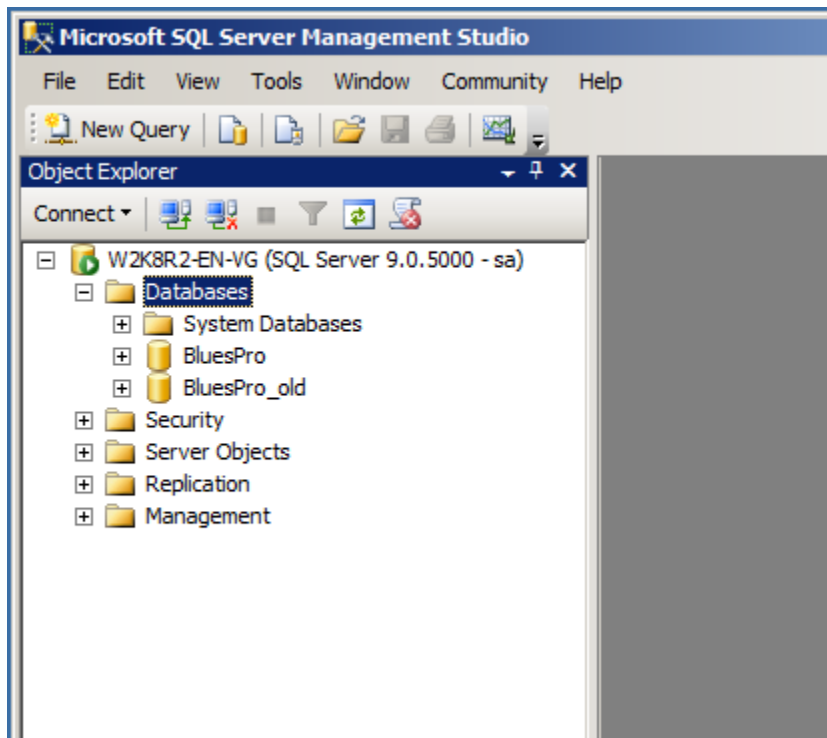 Microsoft SQL Server Management Studio
File Edit View Tools Window Community Help
New Query
Object Explorer
Connect
W2K8R2-EN-VG (SQL Server 9.0.5000 - sa)
Databases
System Databases
BluesPro
BluesPro_old
Security
Server Objects
Replication
Management